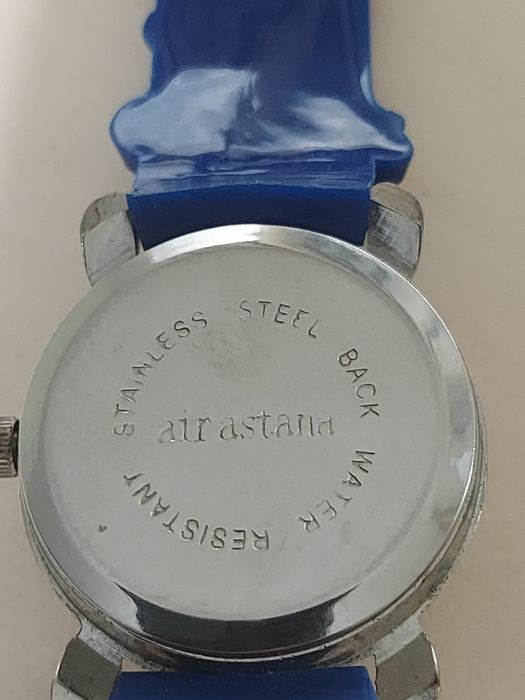 STAINLESS STEEL BACK WATER RESISTANT
air astana